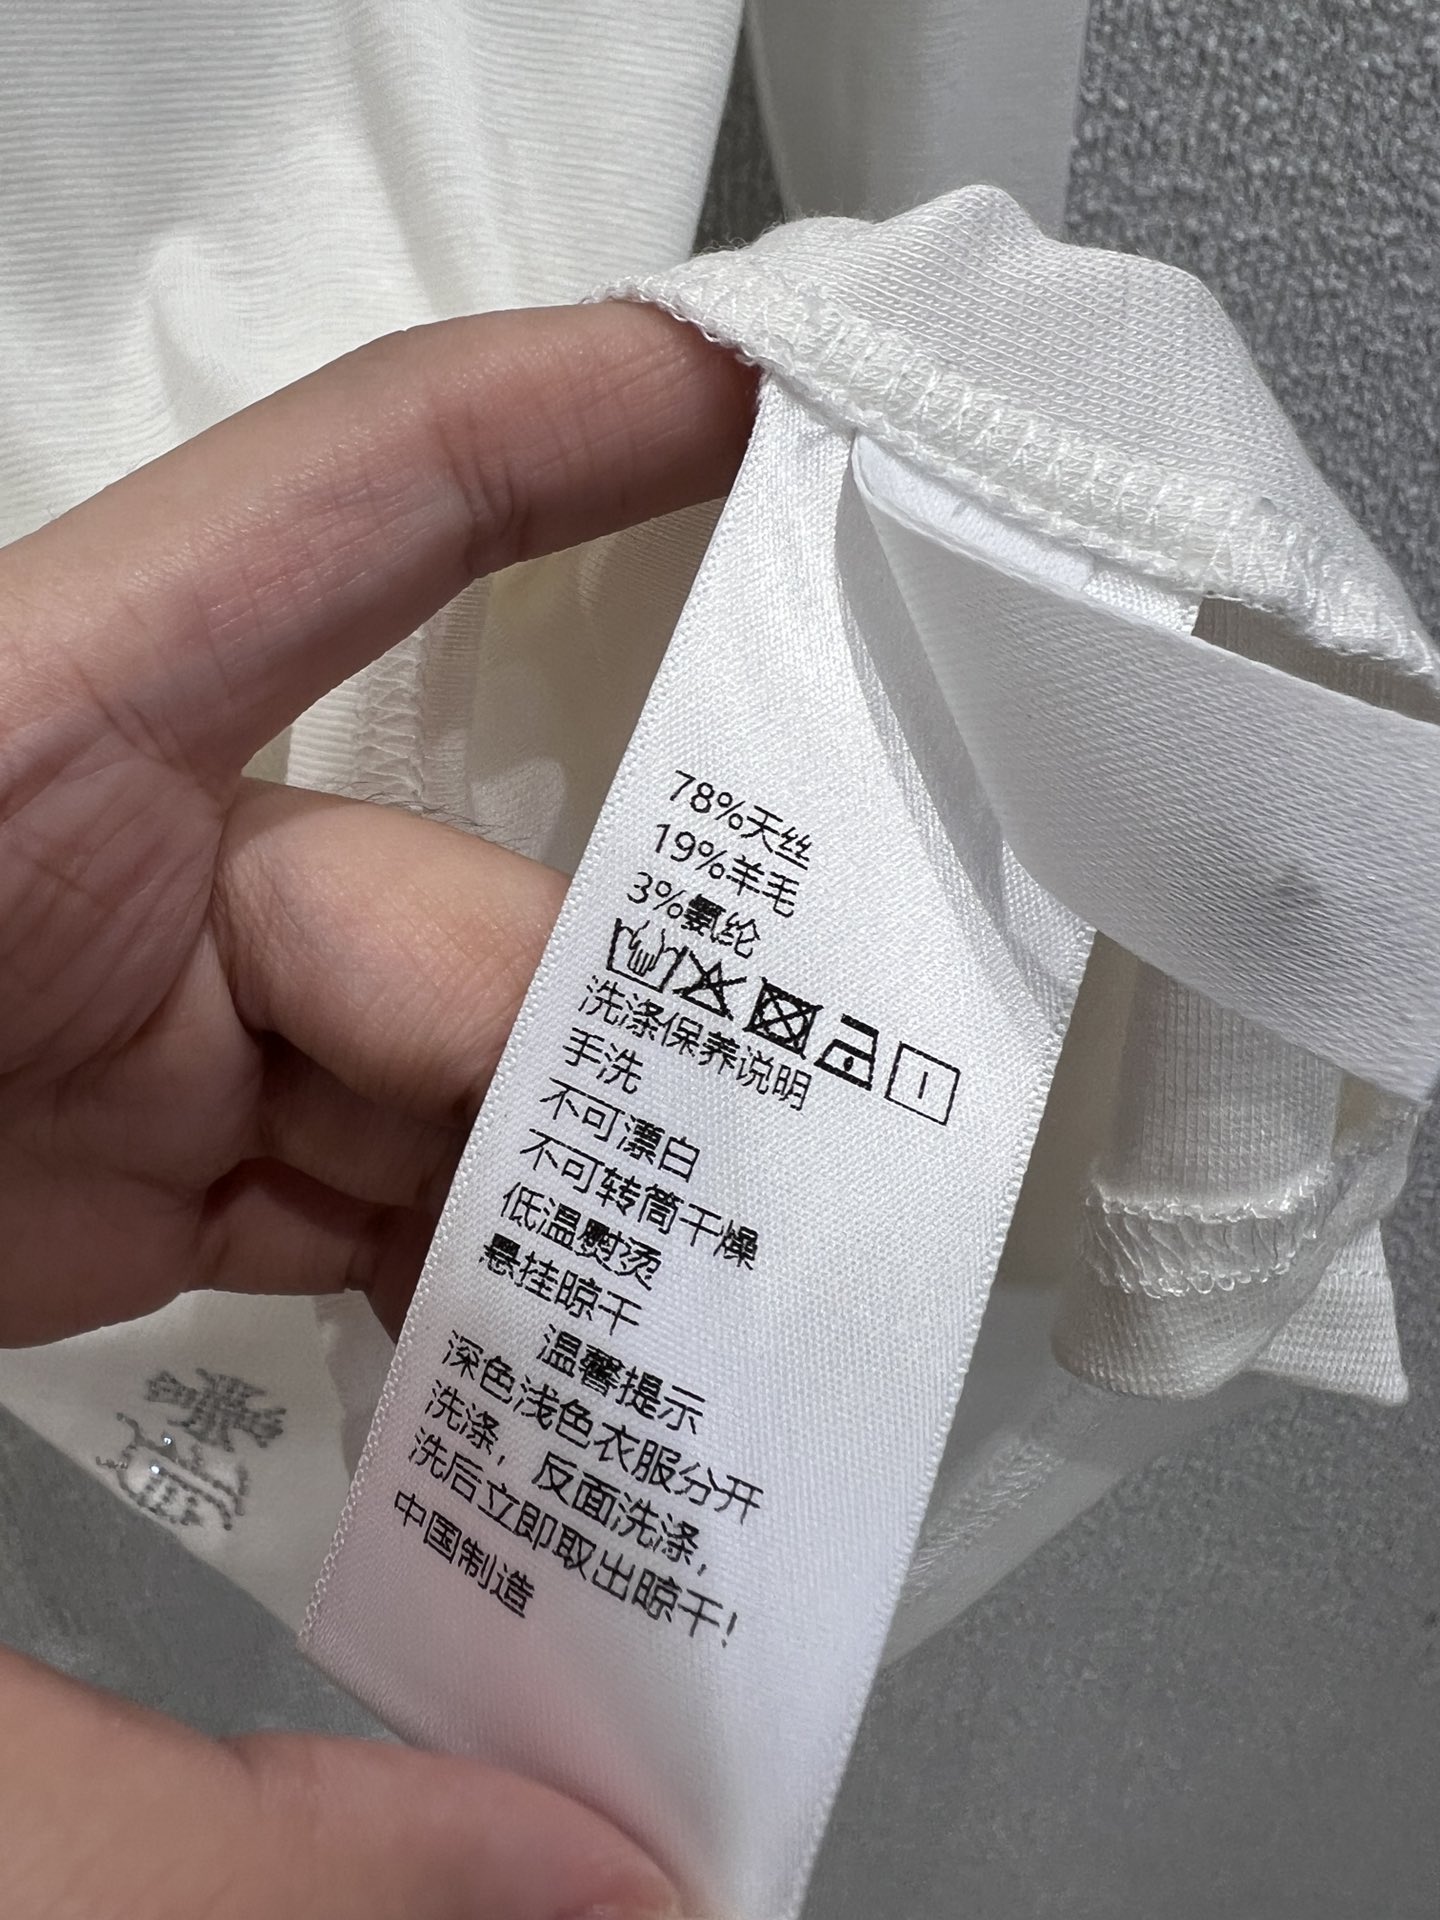 78%天丝
19%羊毛
3%氨纶
洗涤保养说明
手洗
不可漂白
不可转筒干燥
低温熨烫
悬挂晾干
温馨提示
深色浅色衣服分开
洗涤，反面洗涤，
洗后立即取出晾干！
中国制造